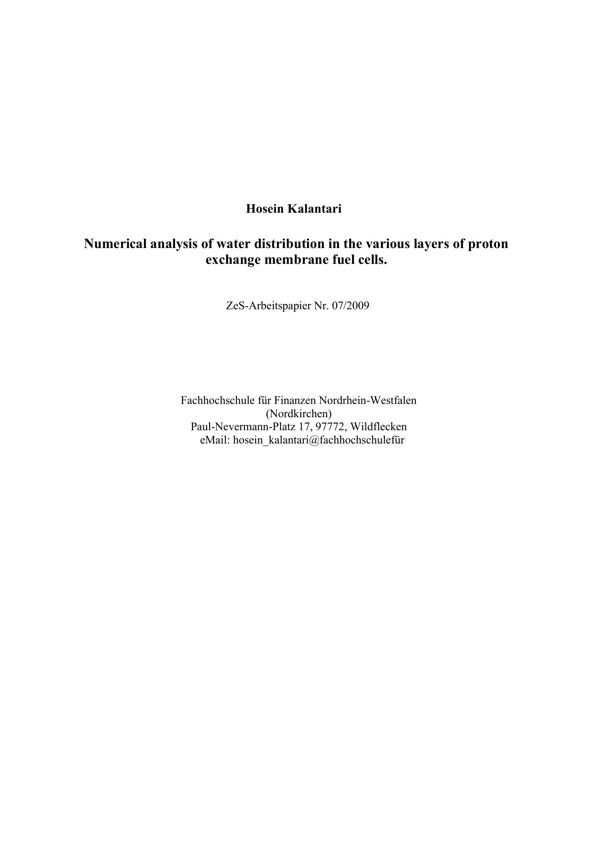 Hosein Kalantari
Numerical analysis of water distribution in the various layers of proton
exchange membrane fuel cells.
ZeS-Arbeitspapier Nr. 07/2009
Fachhochschule für Finanzen Nordrhein-Westfalen
(Nordkirchen)
Paul-Nevermann-Platz 17, 97772, Wildflecken
eMail: hosein_kalantari@fachhochschulefür